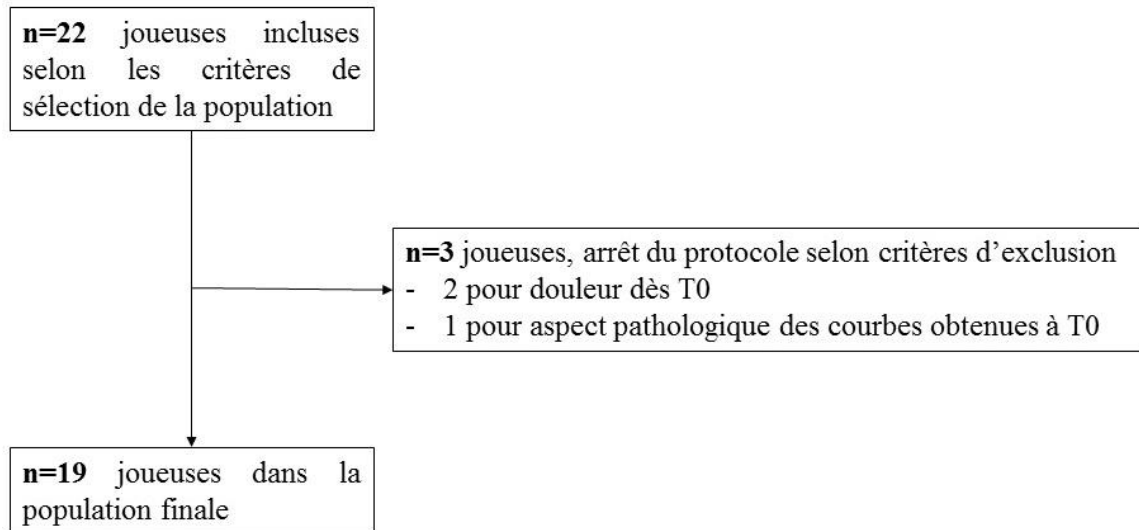 n=22 joueuses incluses
selon les critères de
sélection de la population
n=3 joueuses, arrêt du protocole selon critères d’exclusion
- 2 pour douleur dès T0
- 1 pour aspect pathologique des courbes obtenues à T0
n=19 joueuses dans la
population finale